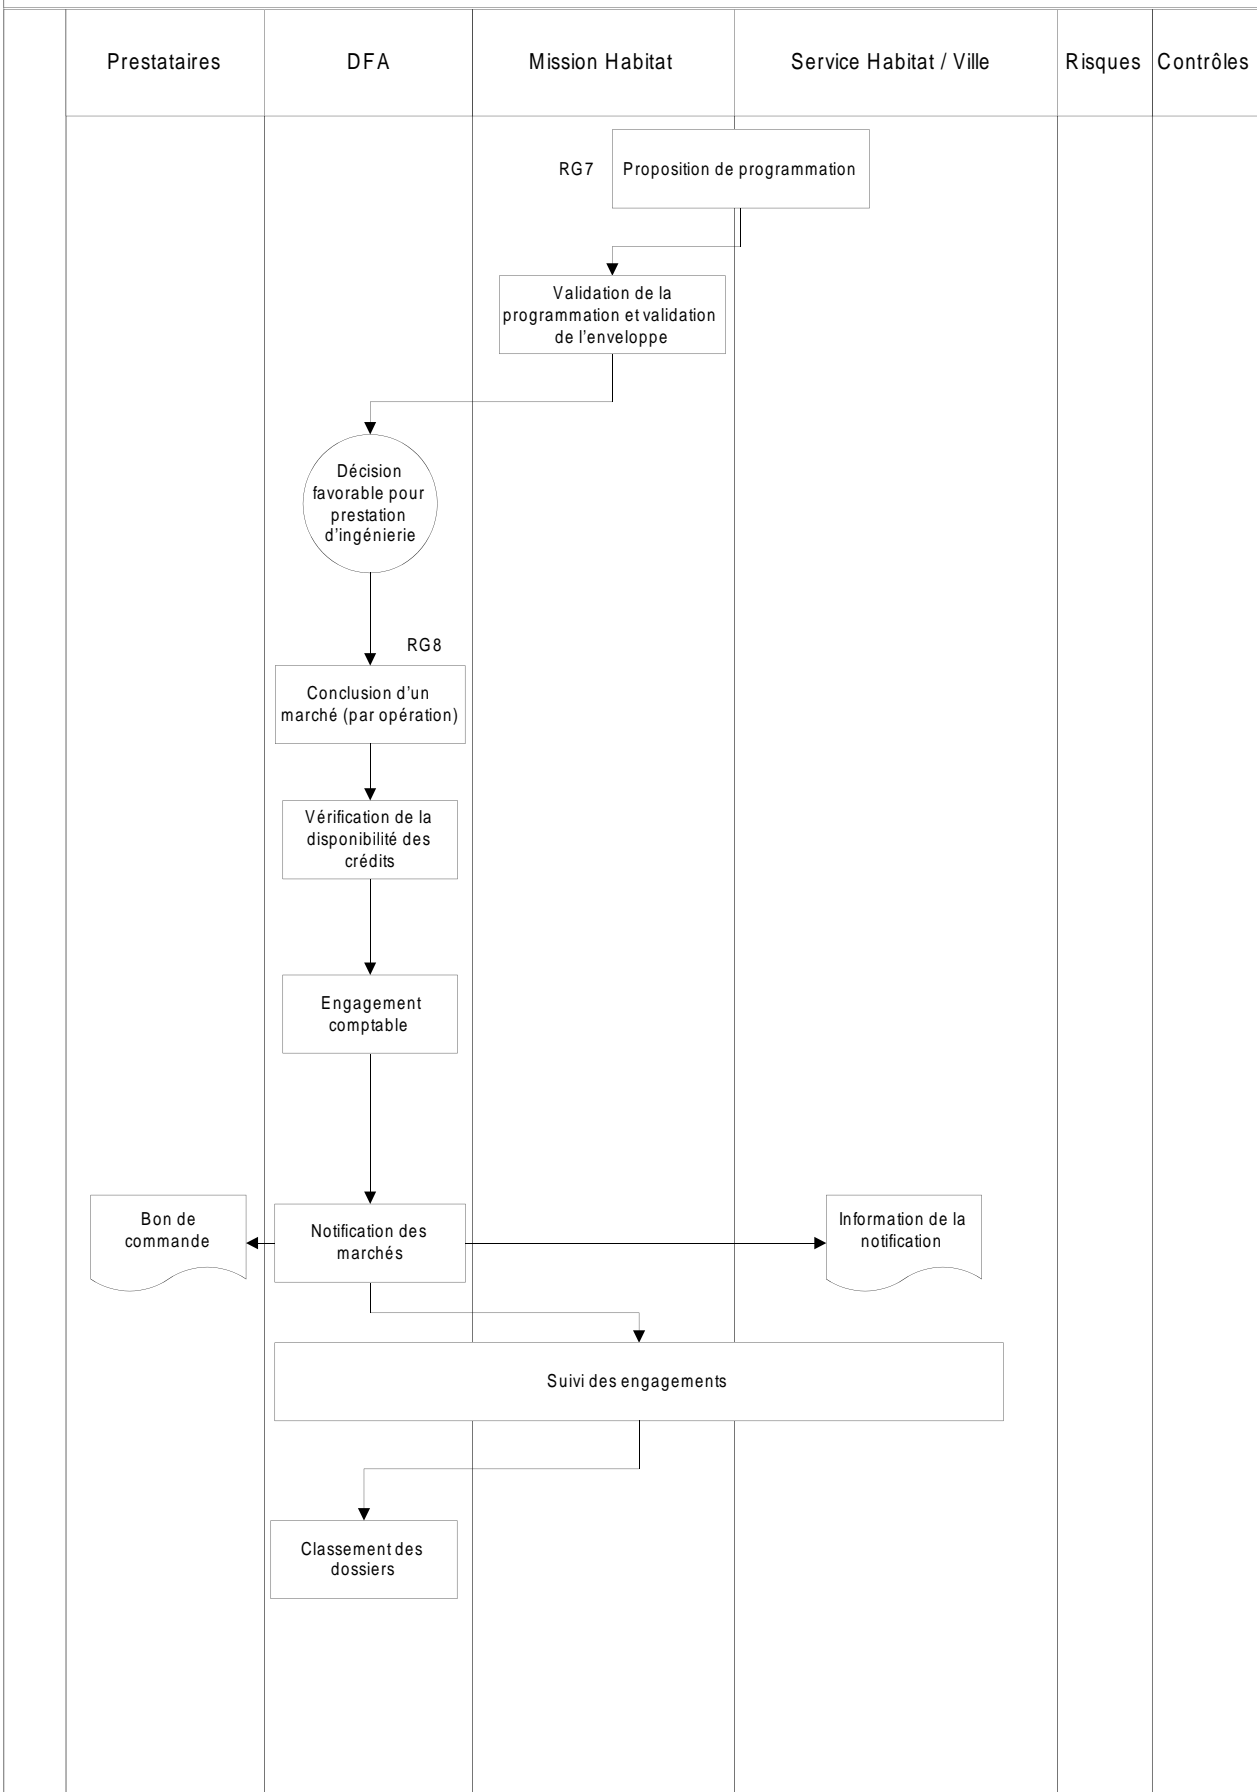 Prestataires
DFA
Mission Habitat
Service Habitat / Ville
Risques
Contrôles
RG7
Proposition de programmation
Validation de la
programmation et validation
de l'enveloppe
Décision
favorable pour
prestation
d'ingénierie
RG8
Conclusion d'un
marché (par opération)
Vérification de la
disponibilité des
crédits
Engagement
comptable
Bon de
commande
Notification des
marchés
Information de la
notification
Suivi des engagements
Classement des
dossiers